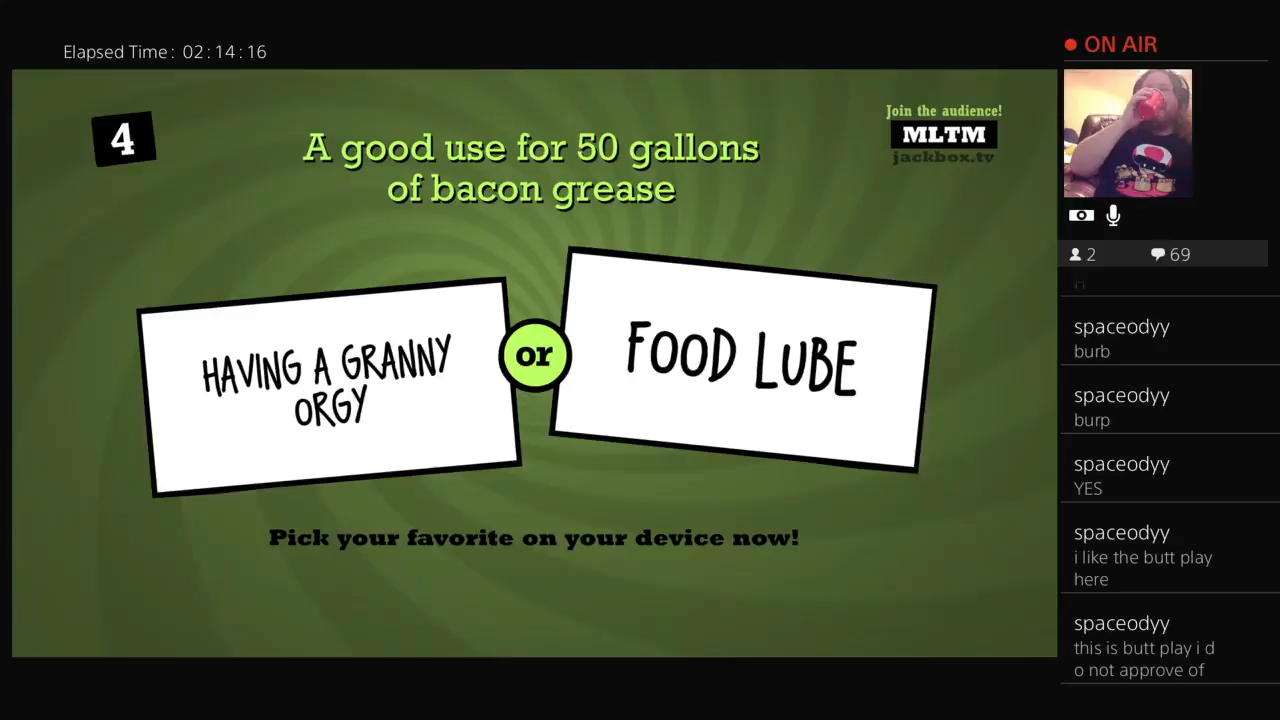 Elapsed Time: 02:14:16
ON AIR
4
A good use for 50 gallons
of bacon grease
Join the audience!
MLTM
jackbox.tv
HAVING A GRANNY
ORGY
or
FOOD LUBE
Pick your favorite on your device now!
2
69
spaceodyy
burb
spaceodyy
burp
spaceodyy
YES
spaceodyy
i like the butt play
here
spaceodyy
this is butt play i d
o not approve of